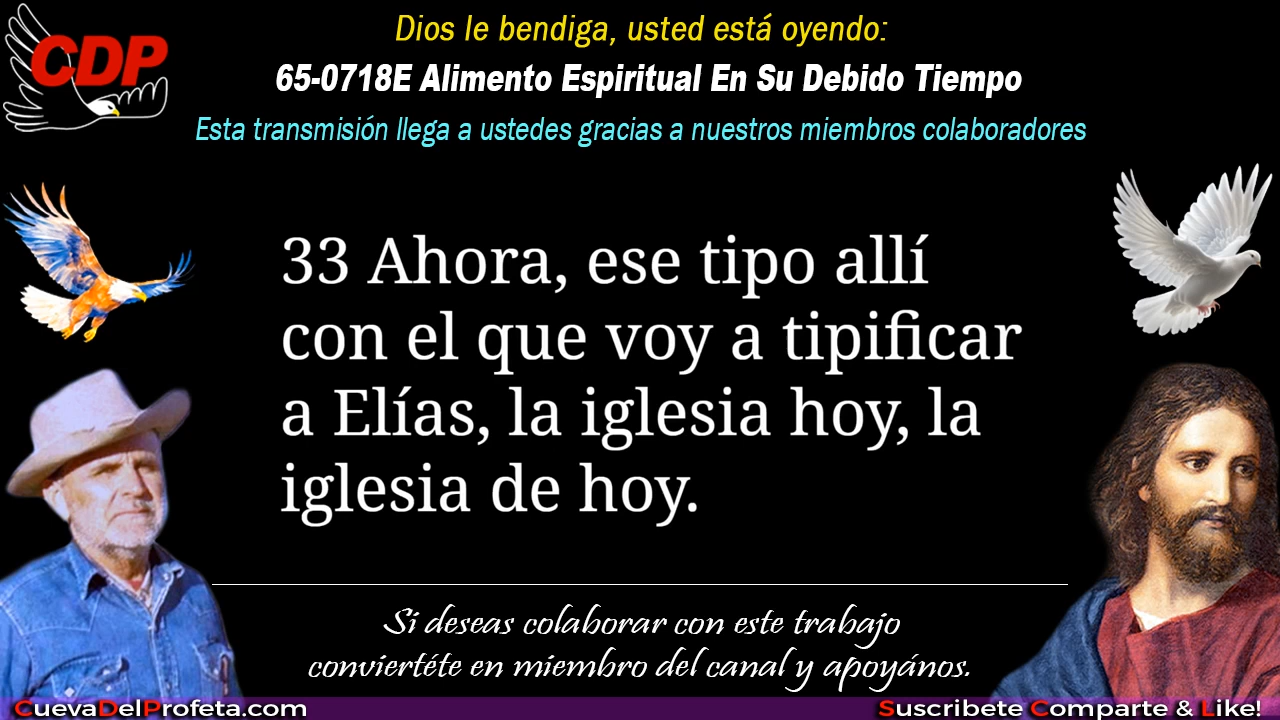 CDP
Dios le bendiga, usted está oyendo:
65-0718E Alimento Espiritual En Su Debido Tiempo
Esta transmisión llega a ustedes gracias a nuestros miembros colaboradores
33 Ahora, ese tipo allí
con el que voy a tipificar
a Elías, la iglesia hoy, la
iglesia de hoy.
Si deseas colaborar con este trabajo
conviertéte en miembro del canal y apoyános.
CuevaDelProfeta.com
Suscribete Comparte & Like!